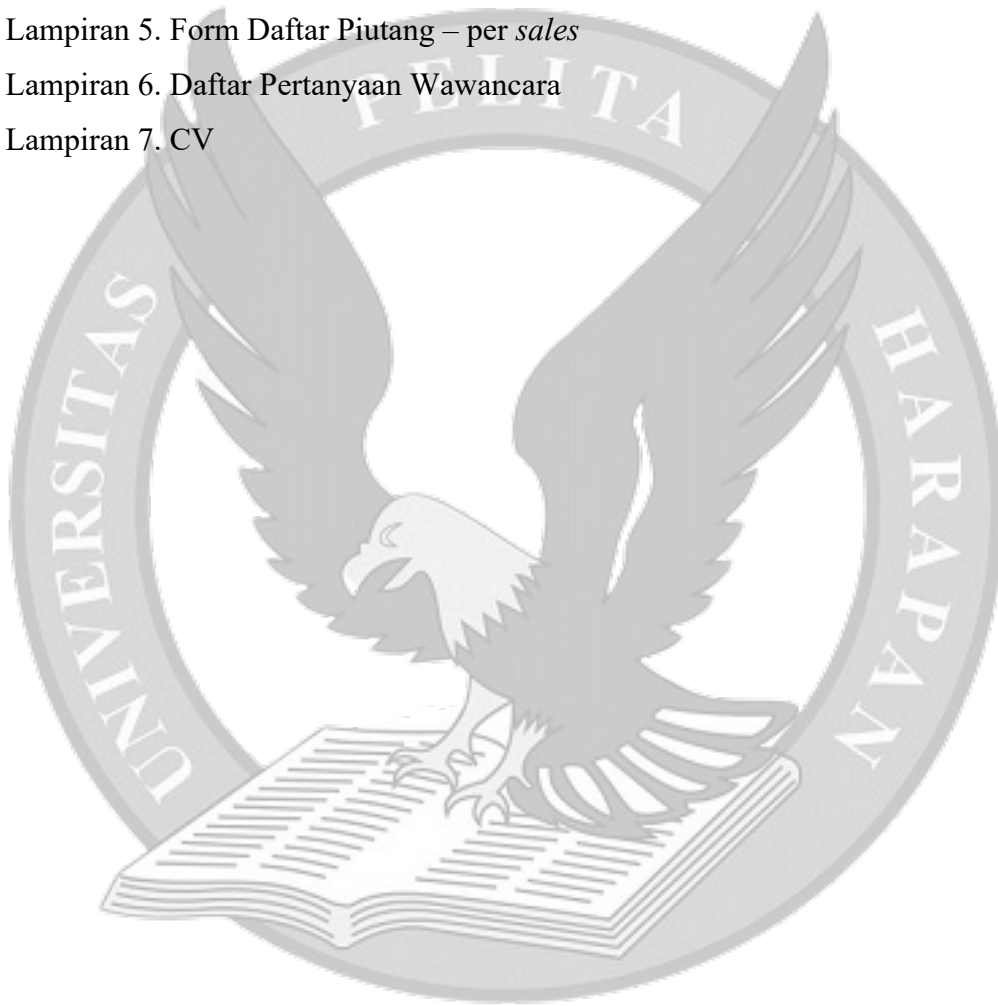 Lampiran 5. Form Daftar Piutang – per sales
Lampiran 6. Daftar Pertanyaan Wawancara
Lampiran 7. CV
UNIVERSITAS PELITA HARAPAN